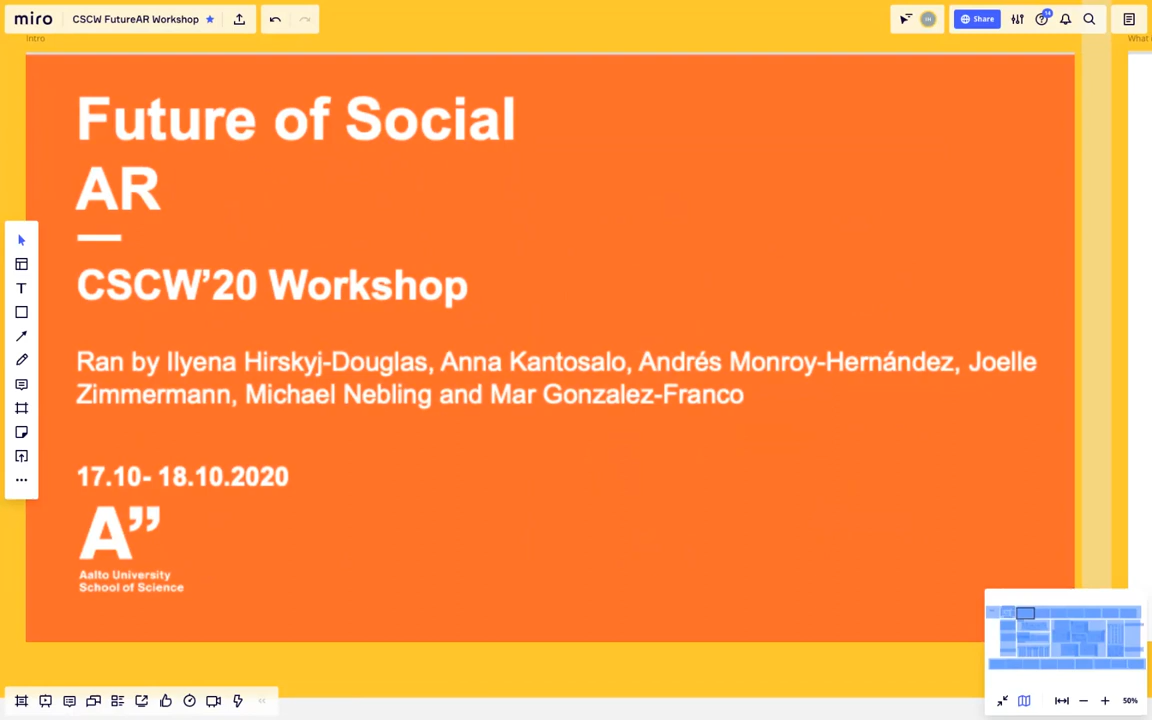 miro
CSCW FutureAR Workshop
Share
Intro
Future of Social
AR
CSCW’20 Workshop
Ran by Ilyena Hirskyj-Douglas, Anna Kantosalo, Andrés Monroy-Hernández, Joelle
Zimmermann, Michael Nebling and Mar Gonzalez-Franco
17.10- 18.10.2020
A”
Aalto University
School of Science
T
50%